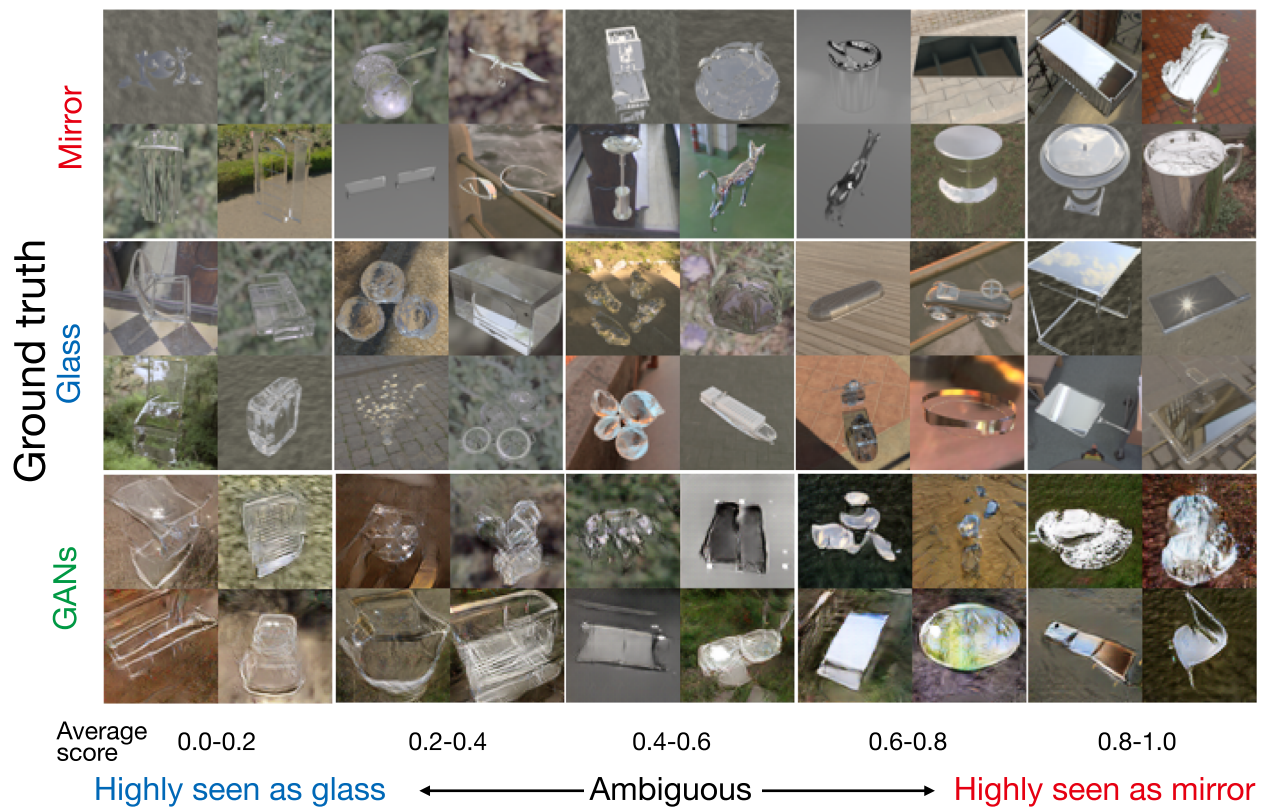 Ground truth
Mirror
Glass
GANs
Average
score
0.0-0.2
0.2-0.4
0.4-0.6
0.6-0.8
0.8-1.0
Highly seen as glass
Ambiguous
Highly seen as mirror